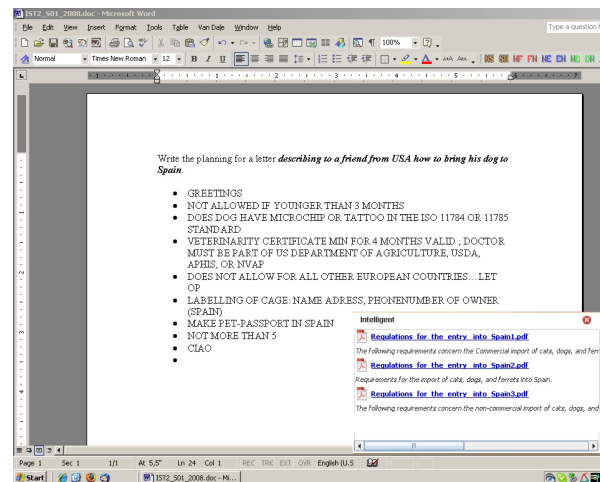 IST2_S01_2008.doc - Microsoft Word
File Edit View Insert Format Tools Table Van Dale Window Help
Type a question f
100%
Normal Times New Roman 12 B I U
Write the planning for a letter describing to a friend from USA how to bring his dog to
Spain.
• GREETINGS
• NOT ALLOWED IF YOUNGER THAN 3 MONTHS
• DOES DOG HAVE MICROCHIP OR TATTOO IN THE ISO 11784 OR 11785
STANDARD
• VETERINARITY CERTIFICATE MIN FOR 4 MONTHS VALID ; DOCTOR
MUST BE PART OF US DEPARTMENT OF AGRICULTURE, USDA,
APHIS, OR NVAP
• DOES NOT ALLOW FOR ALL OTHER EUROPEAN COUNTRIES... LET
OP
• LABELLING OF CAGE: NAME ADRESS, PHONENUMBER OF OWNER
(SPAIN)
• MAKE PET-PASSPORT IN SPAIN
• NOT MORE THAN 5
• CIAO
•
Intelligent
Regulations for the entry into Spain1.pdf
The following requirements concern the Commercial import of cats, dogs, and ferr
Regulations for the entry into Spain2.pdf
Requirements for the import of cats, dogs, and ferrets into Spain.
Regulations for the entry into Spain3.pdf
The following requirements concern the non-commercial import of cats, dogs, and
Page 1 Sec 1 1/1 At 5,5" Ln 24 Col 1 REC TRK EXT OVR English (U.S
Start IST2_S01_2008.doc - Mi...